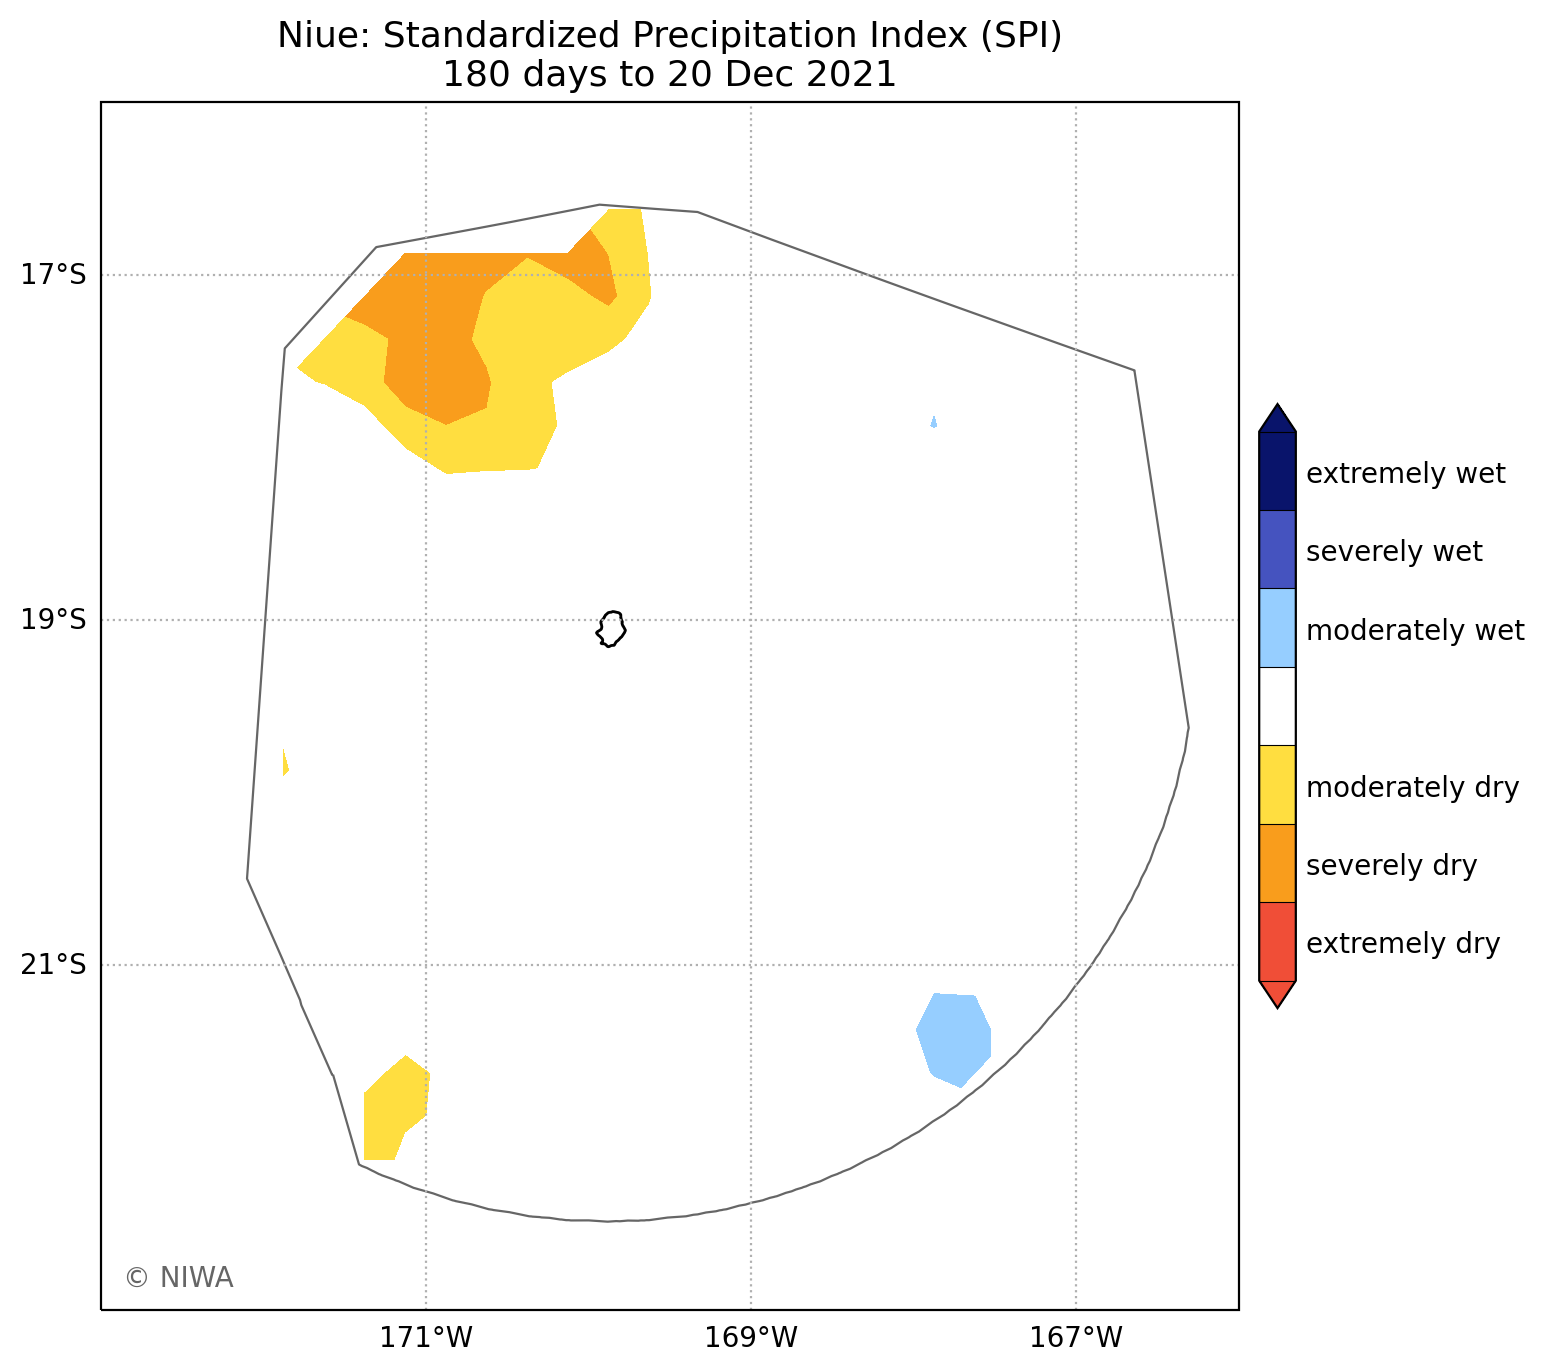 Niue: Standardized Precipitation Index (SPI)
180 days to 20 Dec 2021
17°S
19°S
21°S
171°W
169°W
167°W
extremely wet
severely wet
moderately wet
moderately dry
severely dry
extremely dry
© NIWA